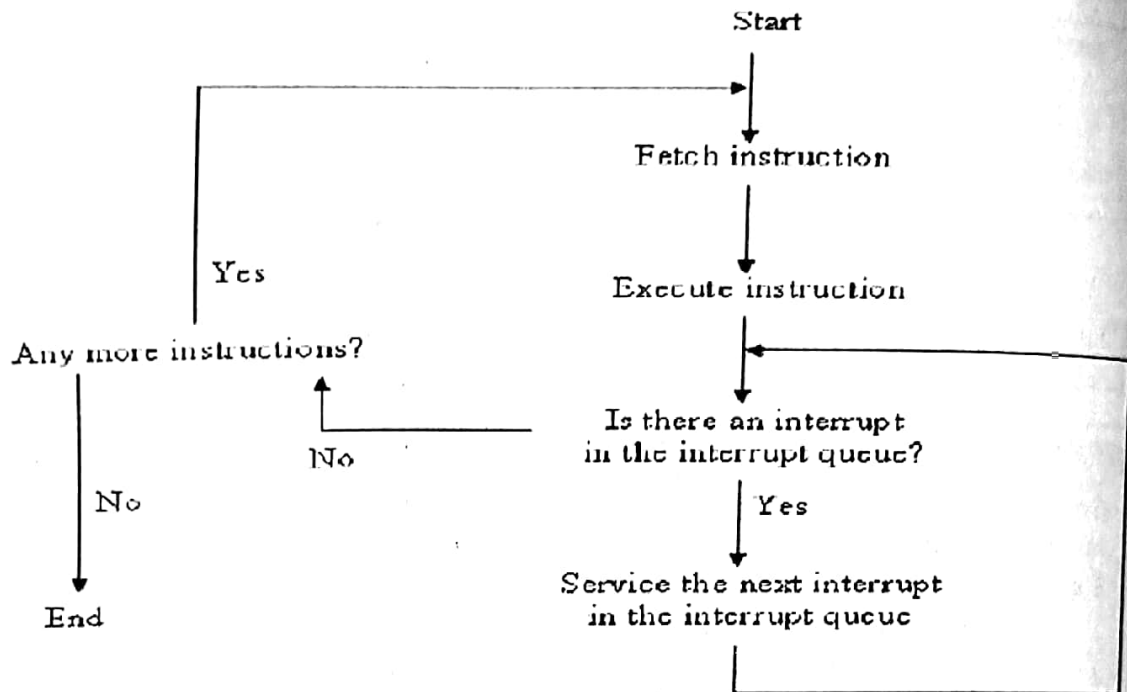 Start
Fetch instruction
Yes
Execute instruction
Any more instructions?
Is there an interrupt
in the interrupt queue?
No
No
Yes
Service the next interrupt
in the interrupt queue
End